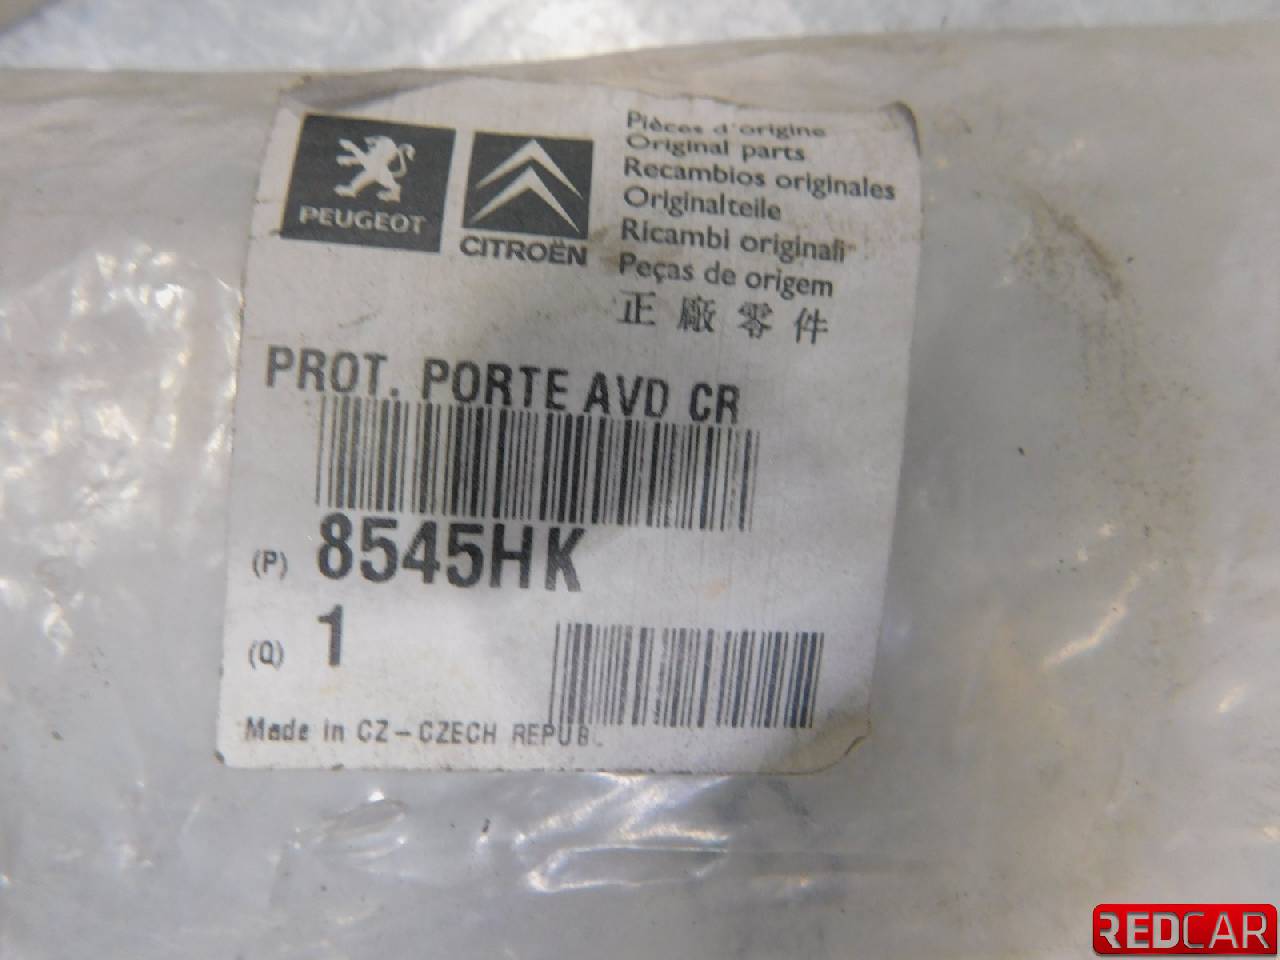 PEUGEOT
CITROËN
Pièces d'origine
Original parts
Recambios originales
Originalteile
Ricambi originali
Peças de origem
正廠零件
PROT. PORTE AVD CR
(P) 8545HK
(Q) 1
Made in CZ-CZECH REPUB
REDCAR